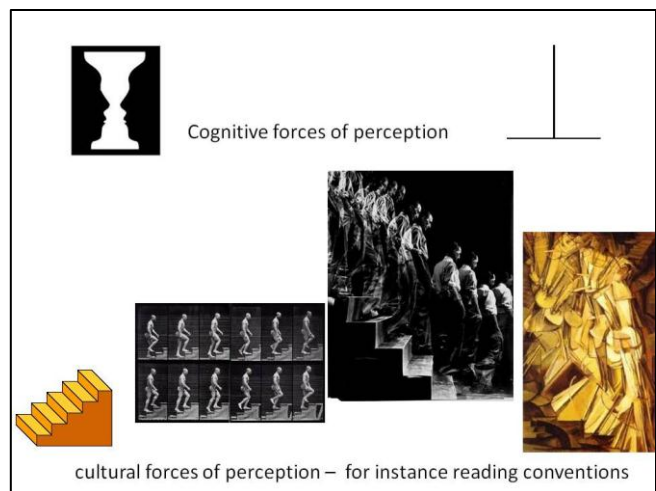 Cognitive forces of perception
cultural forces of perception – for instance reading conventions